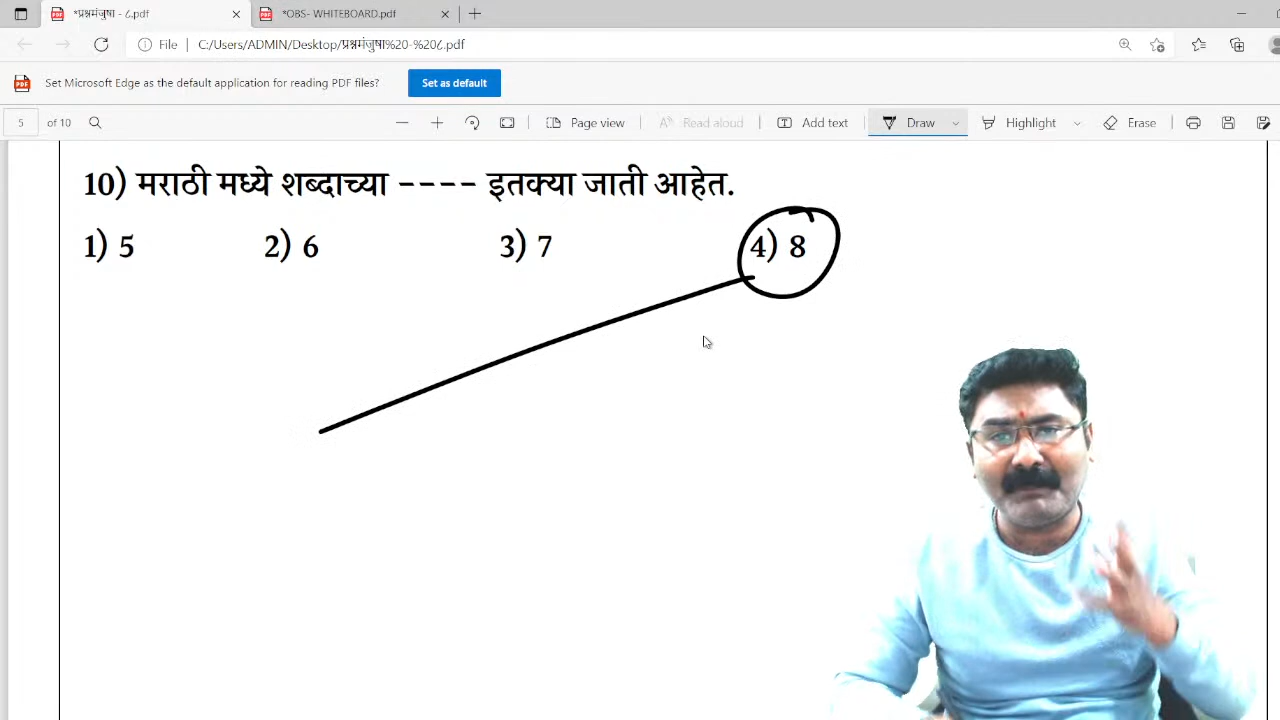 *प्रश्नमंजुषा - ८.pdf
*OBS- WHITEBOARD.pdf
File C:/Users/ADMIN/Desktop/प्रश्नमंजुषा%20-%20८.pdf
Set Microsoft Edge as the default application for reading PDF files? Set as default
5 of 10 Page view Read aloud Add text Draw Highlight Erase
10) मराठी मध्ये शब्दाच्या ---- इतक्या जाती आहेत.
1) 5 2) 6 3) 7 4) 8